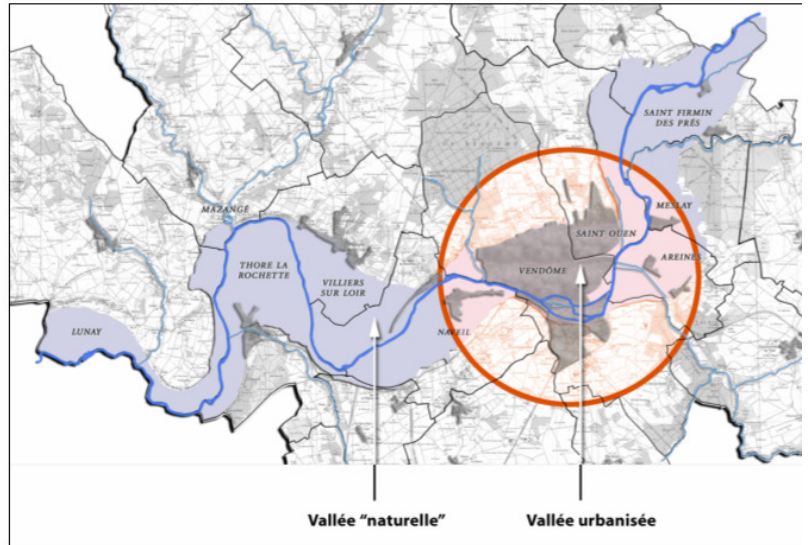 SAINT FIRMIN
DES PRÉS
MAZANGÉ
MESLAY
SAINT OUEN
THORE LA
ROCHETTE
VILLIERS
SUR LOIR
VENDÔME
AREINES
LUNAY
NAVEIL
Vallée "naturelle"
Vallée urbanisée